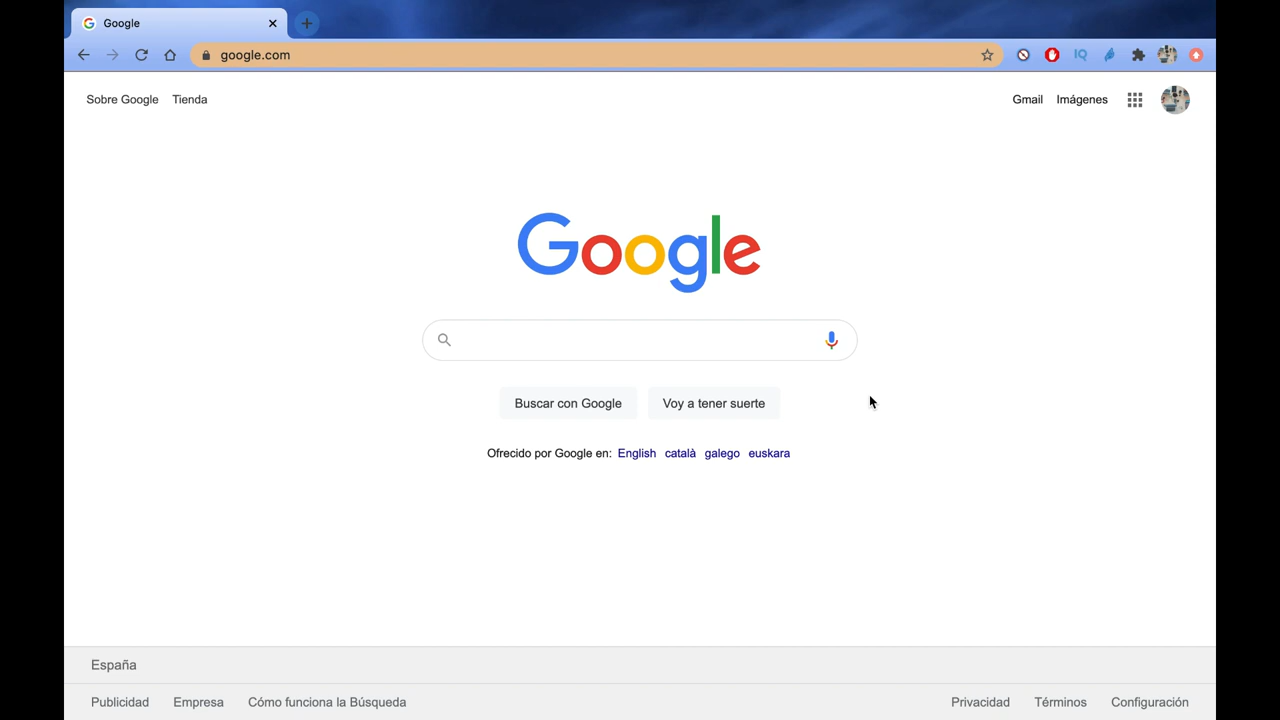 Google
google.com
Sobre Google Tienda Gmail Imágenes
Google
Buscar con Google Voy a tener suerte
Ofrecido por Google en: English català galego euskara
España
Publicidad Empresa Cómo funciona la Búsqueda Privacidad Términos Configuración